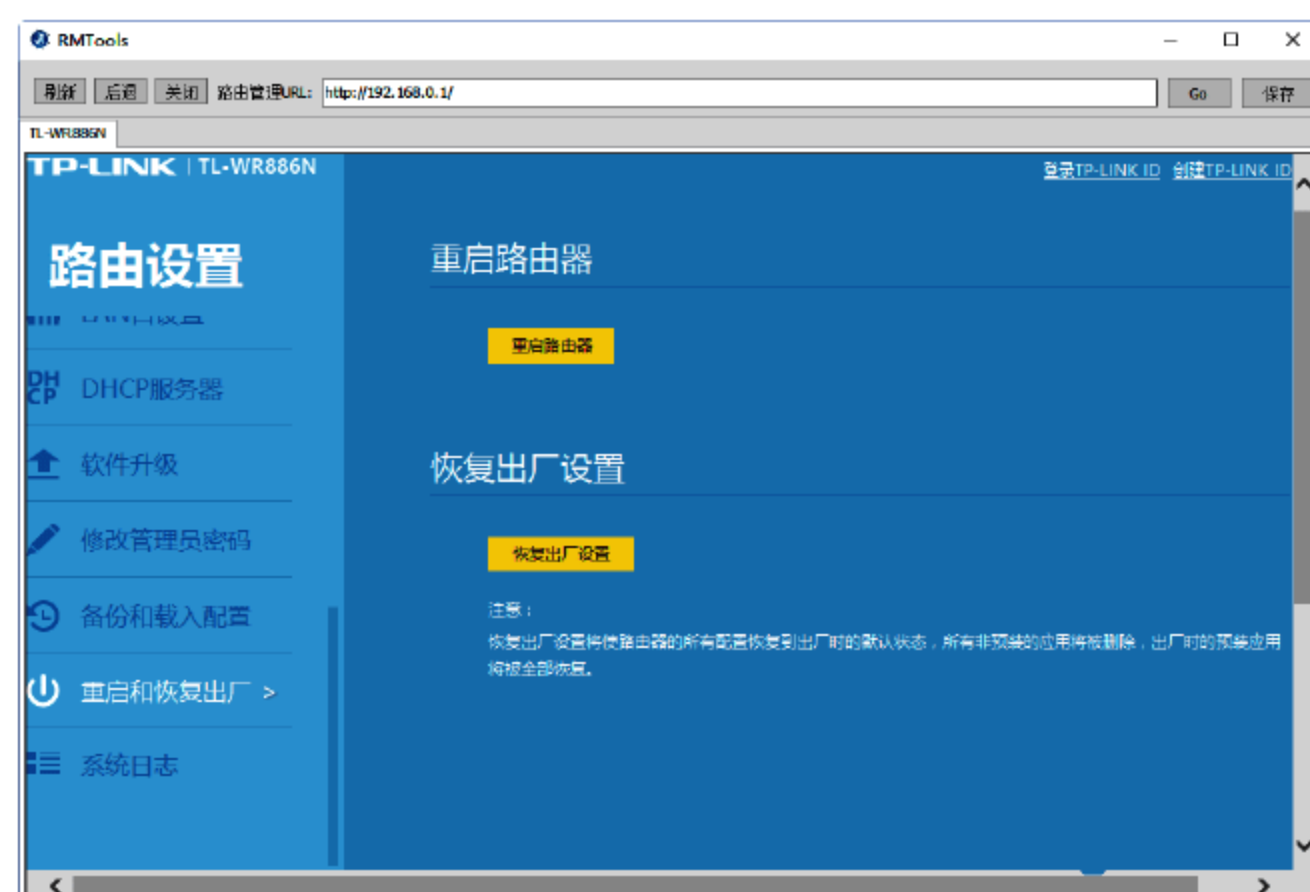 RMTools
刷新 后退 关闭 路由管理URL: http://192.168.0.1/ Go 保存
TL-WR886N
TP-LINK | TL-WR886N 登录TP-LINK ID 创建TP-LINK ID
路由设置
LAN口设置
DHCP DHCP服务器
软件升级
修改管理员密码
备份和载入配置
重启和恢复出厂 >
系统日志
重启路由器
重启路由器
恢复出厂设置
恢复出厂设置
注意:
恢复出厂设置将使路由器的所有配置恢复到出厂时的默认状态,所有非预装的应用将被删除,出厂时的预装应用
将被全部恢复。